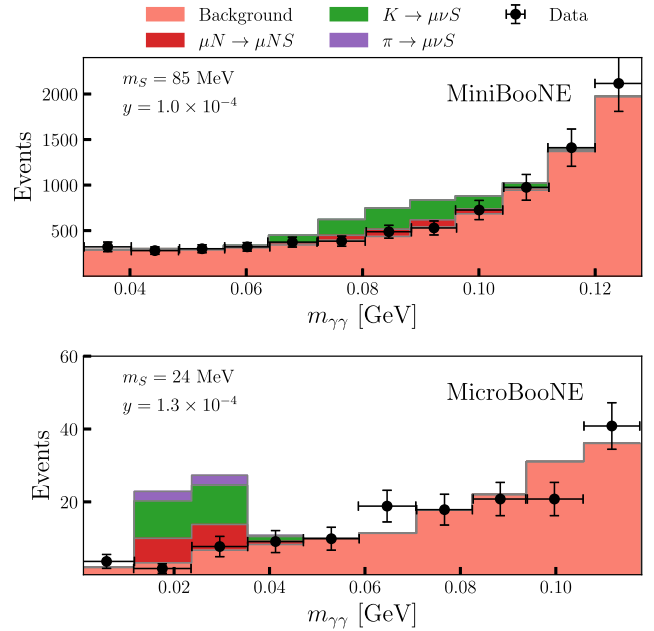 Background
K → μνS
Data
μN → μNS
π → μνS
m_S = 85 MeV
y = 1.0 × 10⁻⁴
MiniBooNE
2000
1500
1000
500
Events
0.04 0.06 0.08 0.10 0.12
m_γγ [GeV]
m_S = 24 MeV
y = 1.3 × 10⁻⁴
MicroBooNE
60
40
20
Events
0.02 0.04 0.06 0.08 0.10
m_γγ [GeV]